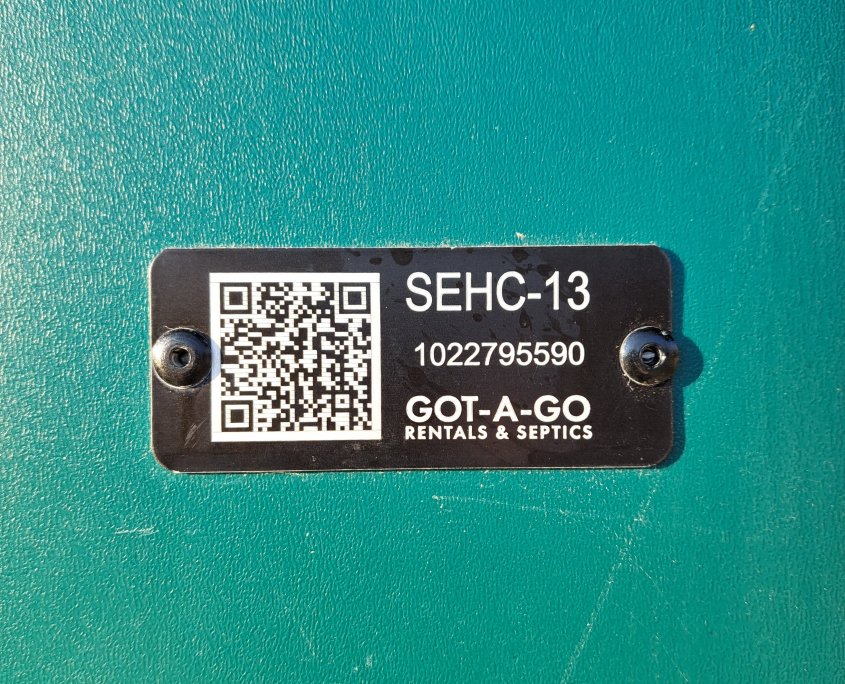 SEHC-13
1022795590
GOT-A-GO
RENTALS & SEPTICS